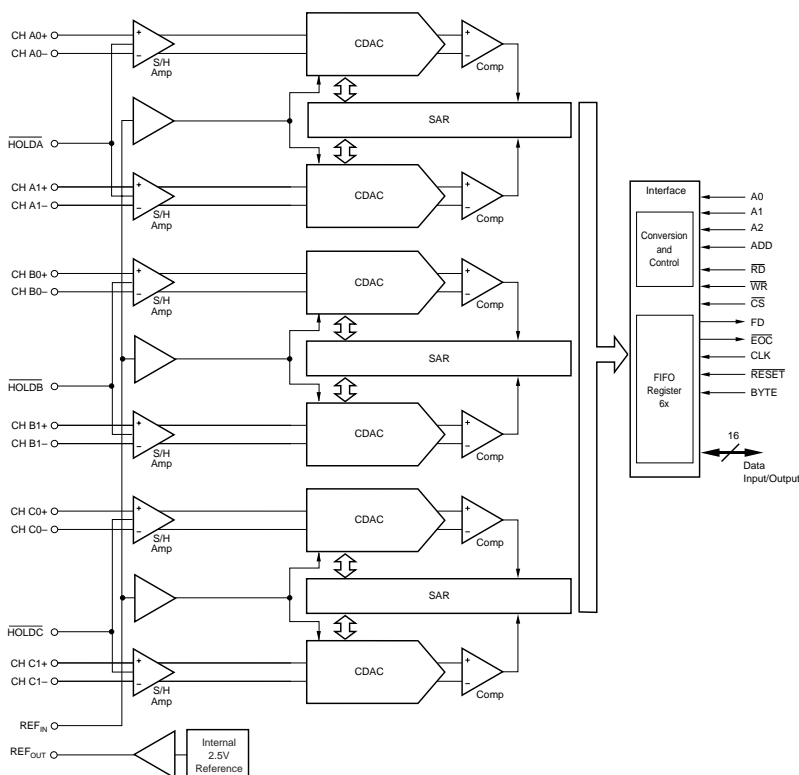 CH A0+
CH A0–
+
–
S/H
Amp
CDAC
+
–
Comp
SAR
HOLDA
CH A1+
CH A1–
+
–
S/H
Amp
CDAC
+
–
Comp
CH B0+
CH B0–
+
–
S/H
Amp
CDAC
+
–
Comp
SAR
HOLDB
CH B1+
CH B1–
+
–
S/H
Amp
CDAC
+
–
Comp
CH C0+
CH C0–
+
–
S/H
Amp
CDAC
+
–
Comp
SAR
HOLDC
CH C1+
CH C1–
+
–
S/H
Amp
CDAC
+
–
Comp
REFIN
REFOUT
Internal
2.5V
Reference
Interface
Conversion
and
Control
FIFO
Register
6x
A0
A1
A2
ADD
RD
WR
CS
FD
EOC
CLK
RESET
BYTE
16
Data
Input/Output